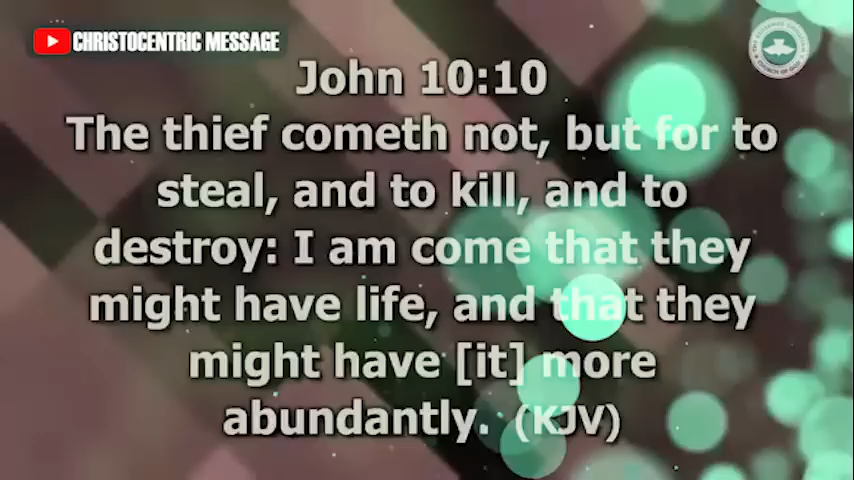 CHRISTOCENTRIC MESSAGE
John 10:10
The thief cometh not, but for to
steal, and to kill, and to
destroy: I am come that they
might have life, and that they
might have [it] more
abundantly. (KJV)